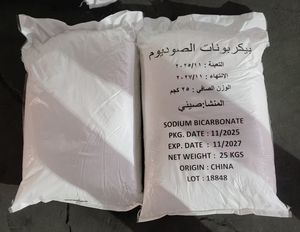 بيكربونات الصوديوم
التعبئة : ٢٠٢٥/١١
الانتهاء : ٢٠٢٧/١١
الوزن الصافي : ٢٥ كجم
المنشا: صيني
SODIUM BICARBONATE
PKG. DATE : 11/2025
EXP. DATE : 11/2027
NET WEIGHT : 25 KGS
ORIGIN : CHINA
LOT : 18848